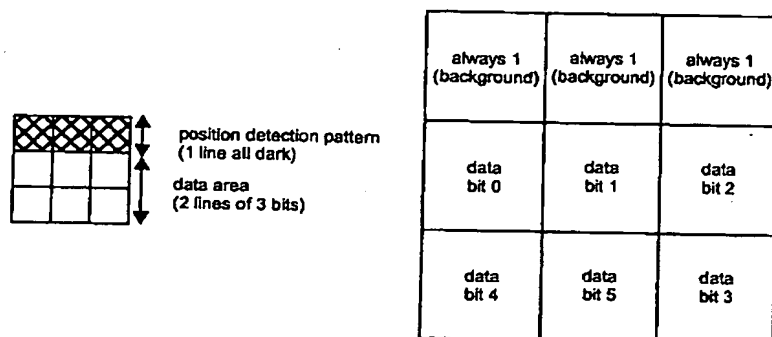 position detection pattern
(1 line all dark)
data area
(2 lines of 3 bits)
always 1
(background)
always 1
(background)
always 1
(background)
data
bit 0
data
bit 1
data
bit 2
data
bit 4
data
bit 5
data
bit 3